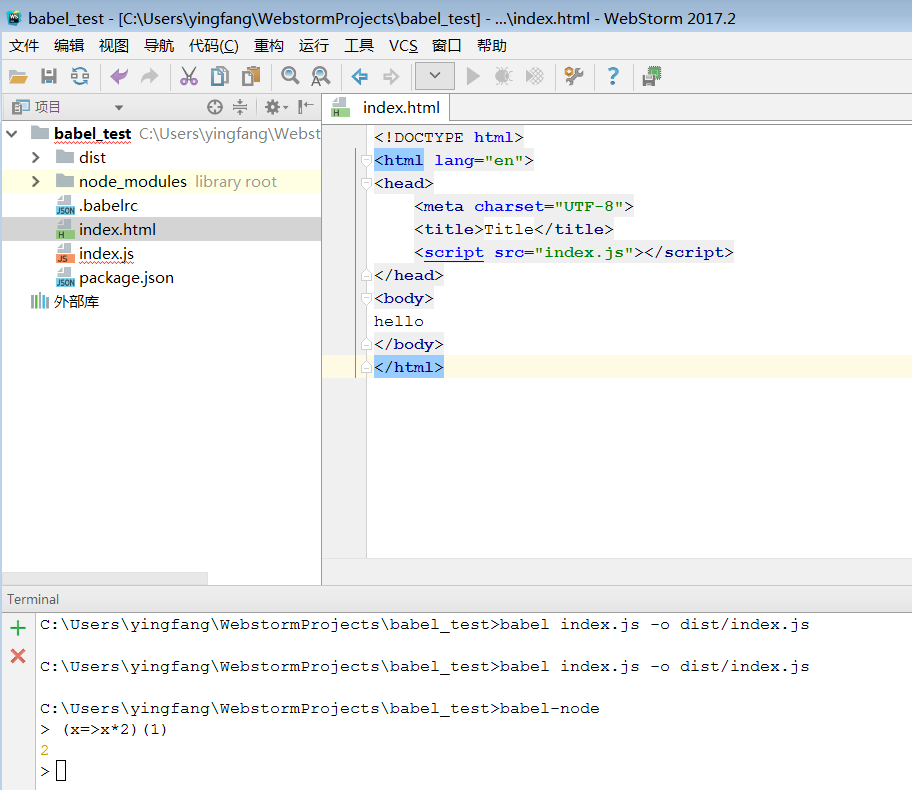 babel_test - [C:\Users\yingfang\WebstormProjects\babel_test] - ...\index.html - WebStorm 2017.2
文件 编辑 视图 导航 代码(C) 重构 运行 工具 VCS 窗口 帮助
项目
index.html
babel_test C:\Users\yingfang\Webst
dist
node_modules library root
.babelrc
index.html
index.js
package.json
外部库
<!DOCTYPE html>
<html lang="en">
<head>
    <meta charset="UTF-8">
    <title>Title</title>
    <script src="index.js"></script>
</head>
<body>
hello
</body>
</html>
Terminal
C:\Users\yingfang\WebstormProjects\babel_test>babel index.js -o dist/index.js
C:\Users\yingfang\WebstormProjects\babel_test>babel index.js -o dist/index.js
C:\Users\yingfang\WebstormProjects\babel_test>babel-node
> (x=>x*2)(1)
2
>